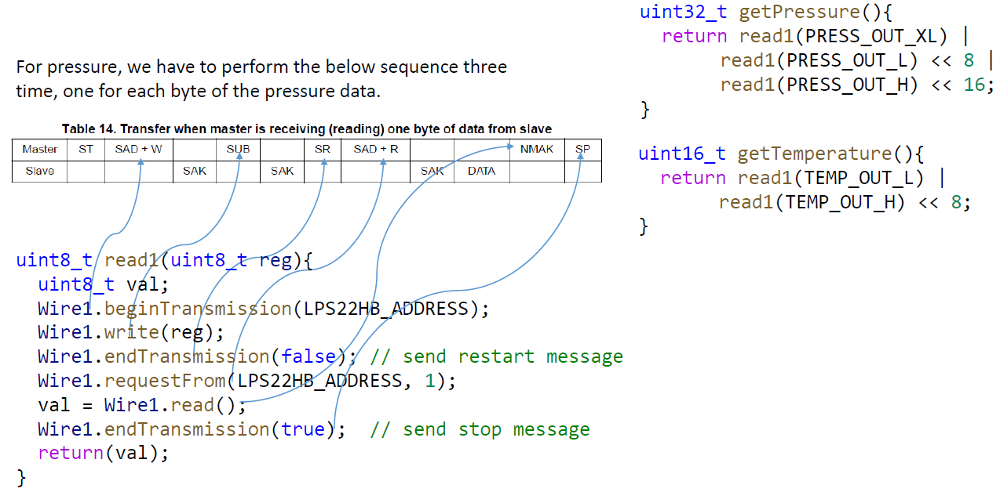 For pressure, we have to perform the below sequence three
time, one for each byte of the pressure data.
Table 14. Transfer when master is receiving (reading) one byte of data from slave
Master ST SAD + W SUB SR SAD + R NMAK SP
Slave SAK SAK SAK DATA
uint8_t read1(uint8_t reg){
uint8_t val;
Wire1.beginTransmission(LPS22HB_ADDRESS);
Wire1.write(reg);
Wire1.endTransmission(false); // send restart message
Wire1.requestFrom(LPS22HB_ADDRESS, 1);
val = Wire1.read();
Wire1.endTransmission(true); // send stop message
return(val);
}
uint32_t getPressure(){
return read1(PRESS_OUT_XL) |
read1(PRESS_OUT_L) << 8 |
read1(PRESS_OUT_H) << 16;
}
uint16_t getTemperature(){
return read1(TEMP_OUT_L) |
read1(TEMP_OUT_H) << 8;
}